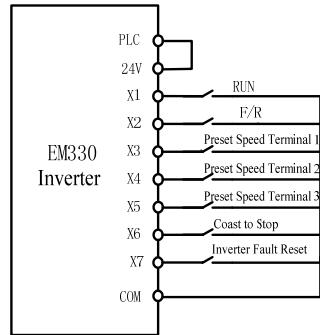 PLC
24V
X1
RUN
X2
F/R
X3
Preset Speed Terminal 1
EM330
Inverter
X4
Preset Speed Terminal 2
X5
Preset Speed Terminal 3
X6
Coast to Stop
X7
Inverter Fault Reset
COM